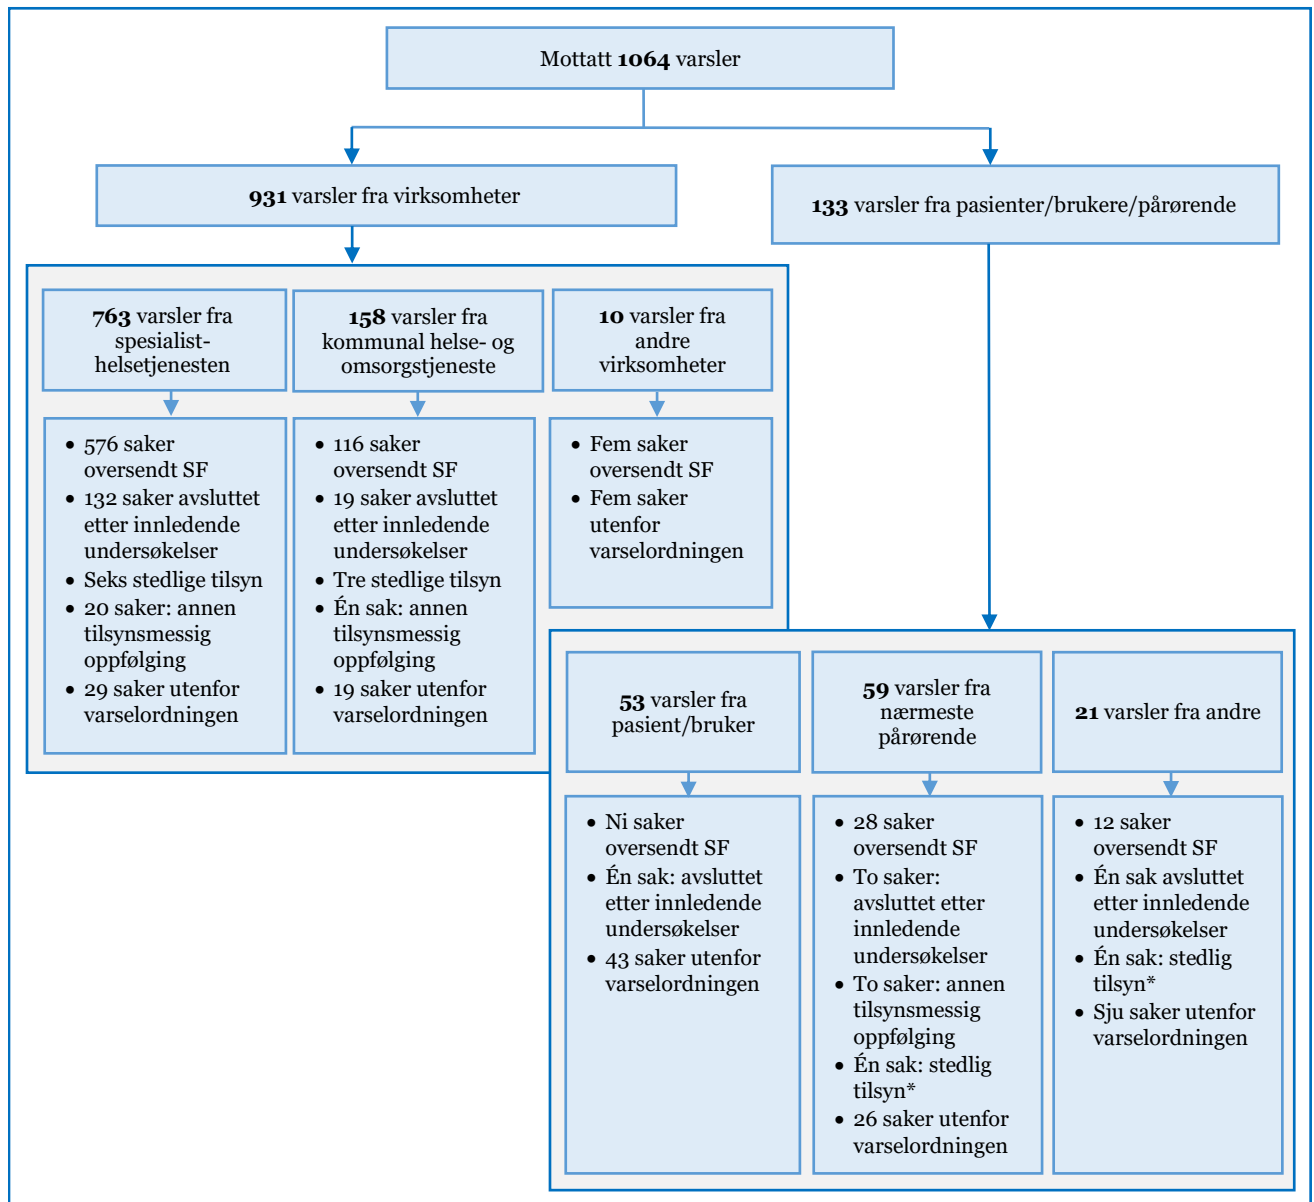 Mottatt 1064 varsler
931 varsler fra virksomheter
133 varsler fra pasienter/brukere/pårørende
763 varsler fra
spesialist-
helsetjenesten
158 varsler fra
kommunal helse- og
omsorgstjeneste
10 varsler fra
andre
virksomheter
• 576 saker
oversendt SF
• 132 saker avsluttet
etter innledende
undersøkelser
• Seks stedlige tilsyn
• 20 saker: annen
tilsynsmessig
oppfølging
• 29 saker utenfor
varselordningen
• 116 saker
oversendt SF
• 19 saker avsluttet
etter innledende
undersøkelser
• Tre stedlige tilsyn
• Én sak: annen
tilsynsmessig
oppfølging
• 19 saker utenfor
varselordningen
• Fem saker
oversendt SF
• Fem saker
utenfor
varselordningen
53 varsler fra
pasient/bruker
59 varsler fra
nærmeste
pårørende
21 varsler fra andre
• Ni saker
oversendt SF
• Én sak: avsluttet
etter innledende
undersøkelser
• 43 saker utenfor
varselordningen
• 28 saker
oversendt SF
• To saker:
avsluttet etter
innledende
undersøkelser
• To saker: annen
tilsynsmessig
oppfølging
• Én sak: stedlig
tilsyn*
• 26 saker utenfor
varselordningen
• 12 saker
oversendt SF
• Én sak avsluttet
etter innledende
undersøkelser
• Én sak: stedlig
tilsyn*
• Sju saker utenfor
varselordningen